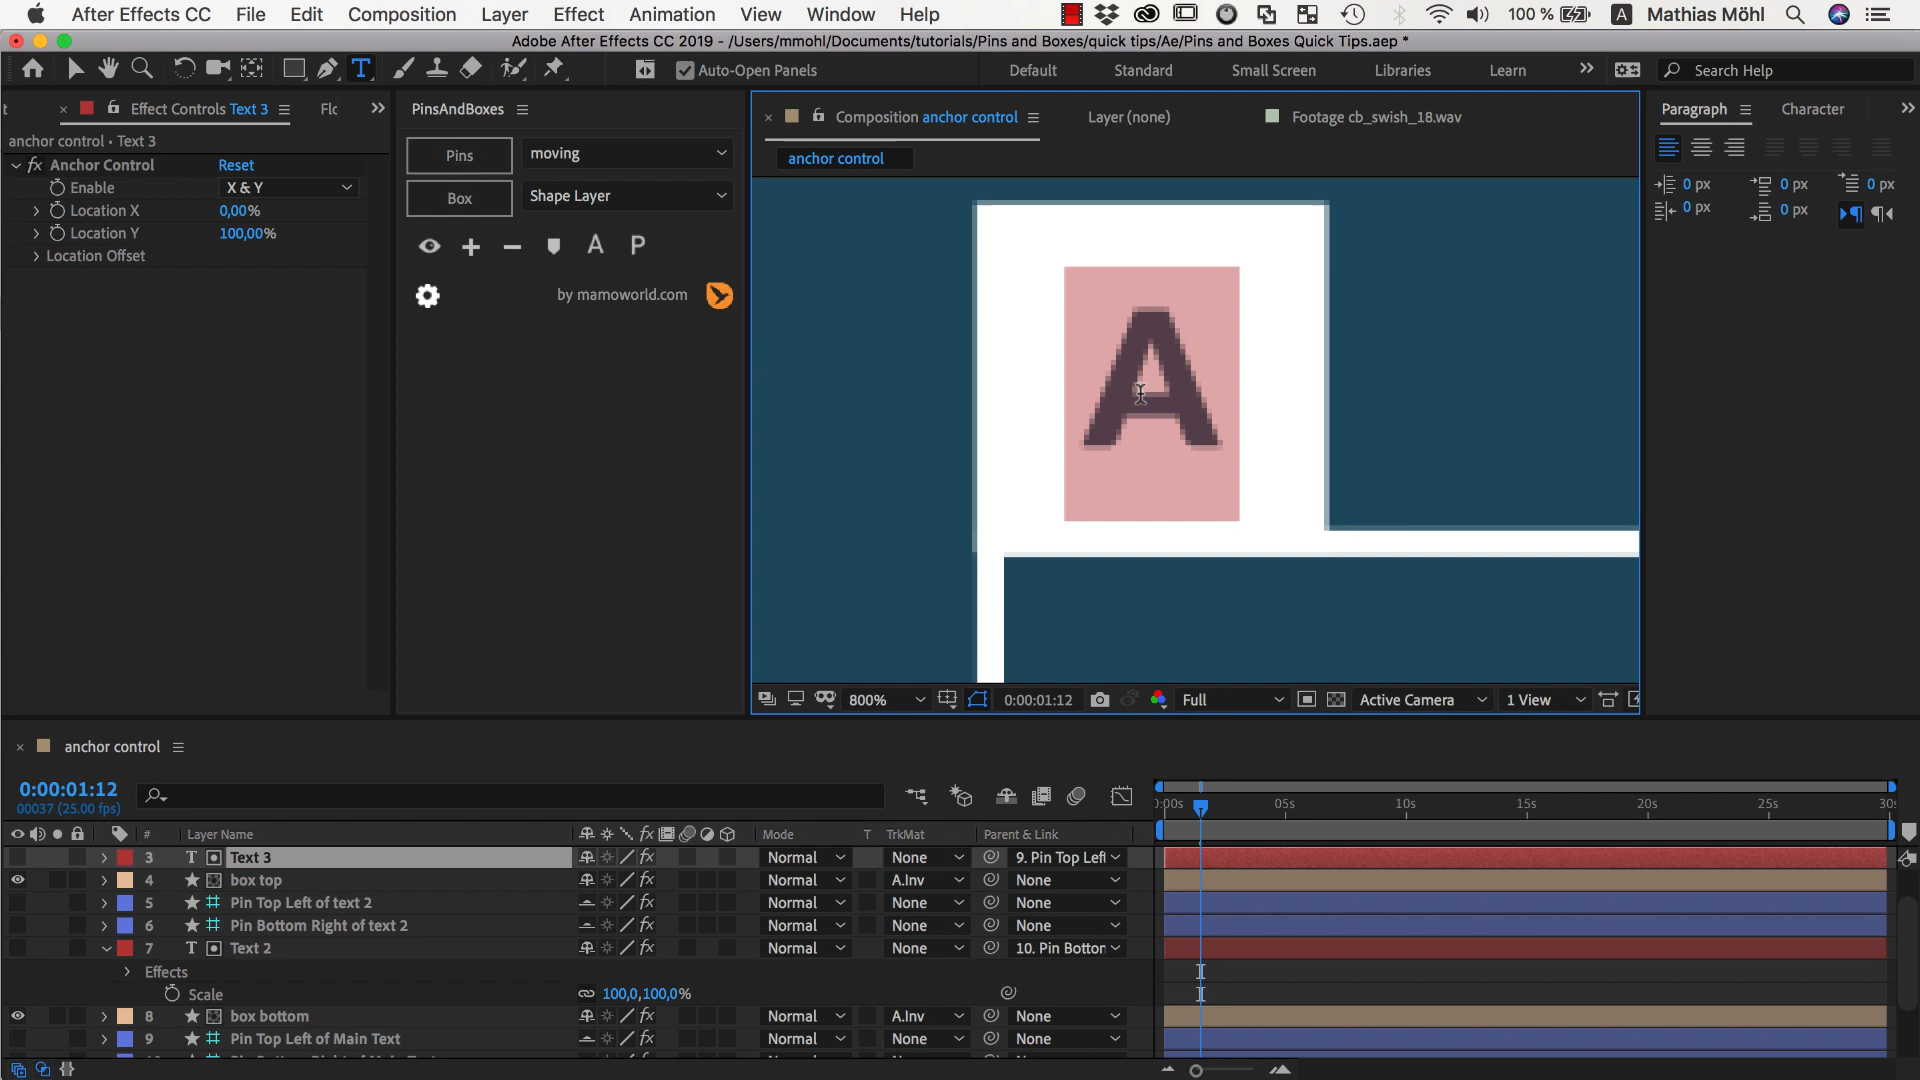 After Effects CC File Edit Composition Layer Effect Animation View Window Help 100 % A Mathias Möhl
Adobe After Effects CC 2019 - /Users/mmohl/Documents/tutorials/Pins and Boxes/quick tips/Ae/Pins and Boxes Quick Tips.aep *
Auto-Open Panels Default Standard Small Screen Libraries Learn Search Help
Effect Controls Text 3
PinsAndBoxes
Composition anchor control
Layer (none)
Footage cb_swish_18.wav
Paragraph Character
anchor control • Text 3
fx Anchor Control Reset
Enable X & Y
Location X 0,00%
Location Y 100,00%
Location Offset
Pins moving
Box Shape Layer
A P
by mamoworld.com
anchor control
A
0 px 0 px 0 px
0 px 0 px
800% 0:00:01:12 Full Active Camera 1 View
anchor control
0:00:01:12
00037 (25.00 fps)
05s 10s 15s 20s 25s
# Layer Name fx Mode T TrkMat Parent & Link
3 T Text 3 fx Normal None 9. Pin Top Left
4 box top fx Normal A.Inv None
5 Pin Top Left of text 2 fx Normal None None
6 Pin Bottom Right of text 2 fx Normal None None
7 T Text 2 fx Normal None 10. Pin Bottor
Effects
Scale 100,0,100,0%
8 box bottom fx Normal A.Inv None
9 Pin Top Left of Main Text fx Normal None None